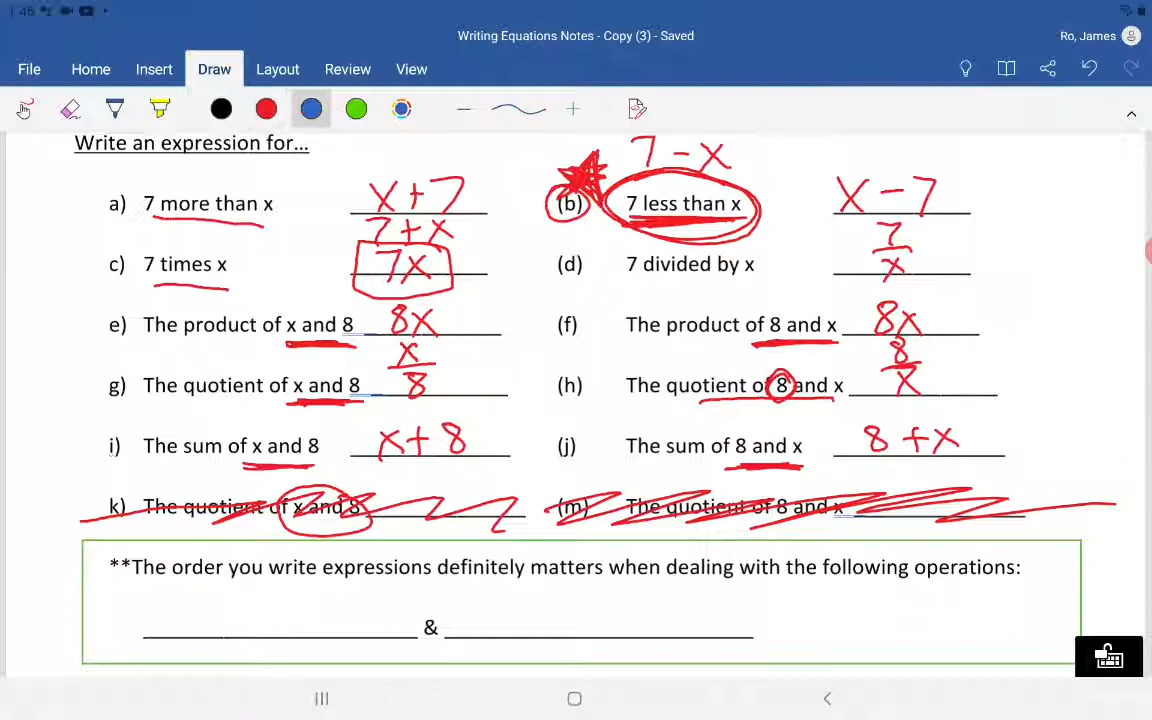 1:46
Writing Equations Notes - Copy (3) - Saved
Ro, James
File Home Insert Draw Layout Review View
Write an expression for...
7 - x
a) 7 more than x x + 7 (b) 7 less than x x - 7
7 + x
c) 7 times x 7x (d) 7 divided by x 7/x
e) The product of x and 8 8x (f) The product of 8 and x 8x
g) The quotient of x and 8 x/8 (h) The quotient of 8 and x 8/x
i) The sum of x and 8 x + 8 (j) The sum of 8 and x 8 + x
k) The quotient of x and 8 (m) The quotient of 8 and x
**The order you write expressions definitely matters when dealing with the following operations:
&